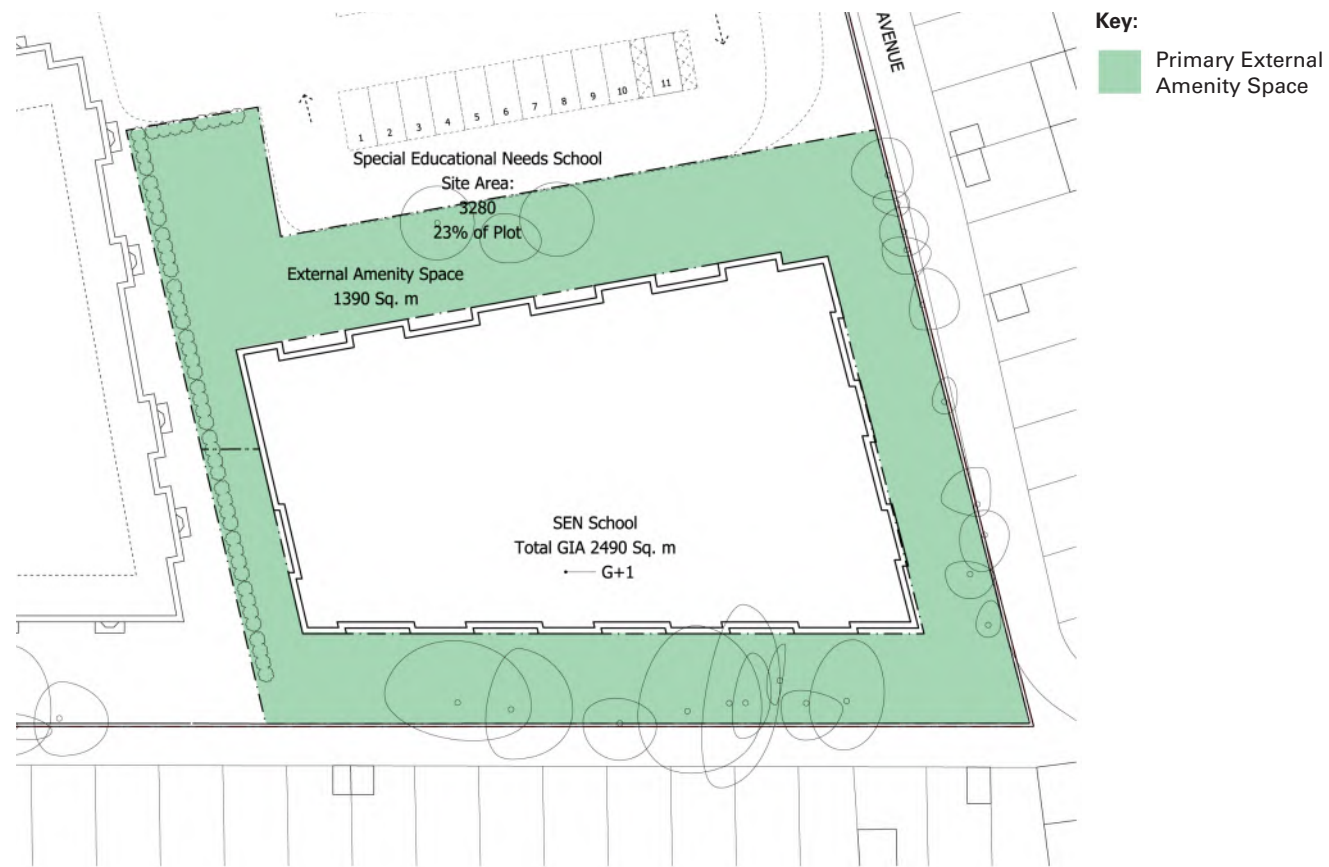 AVENUE
Key:
Primary External
Amenity Space
1 2 3 4 5 6 7 8 9 10 11
Special Educational Needs School
Site Area:
3280
23% of Plot
External Amenity Space
1390 Sq. m
SEN School
Total GIA 2490 Sq. m
G+1